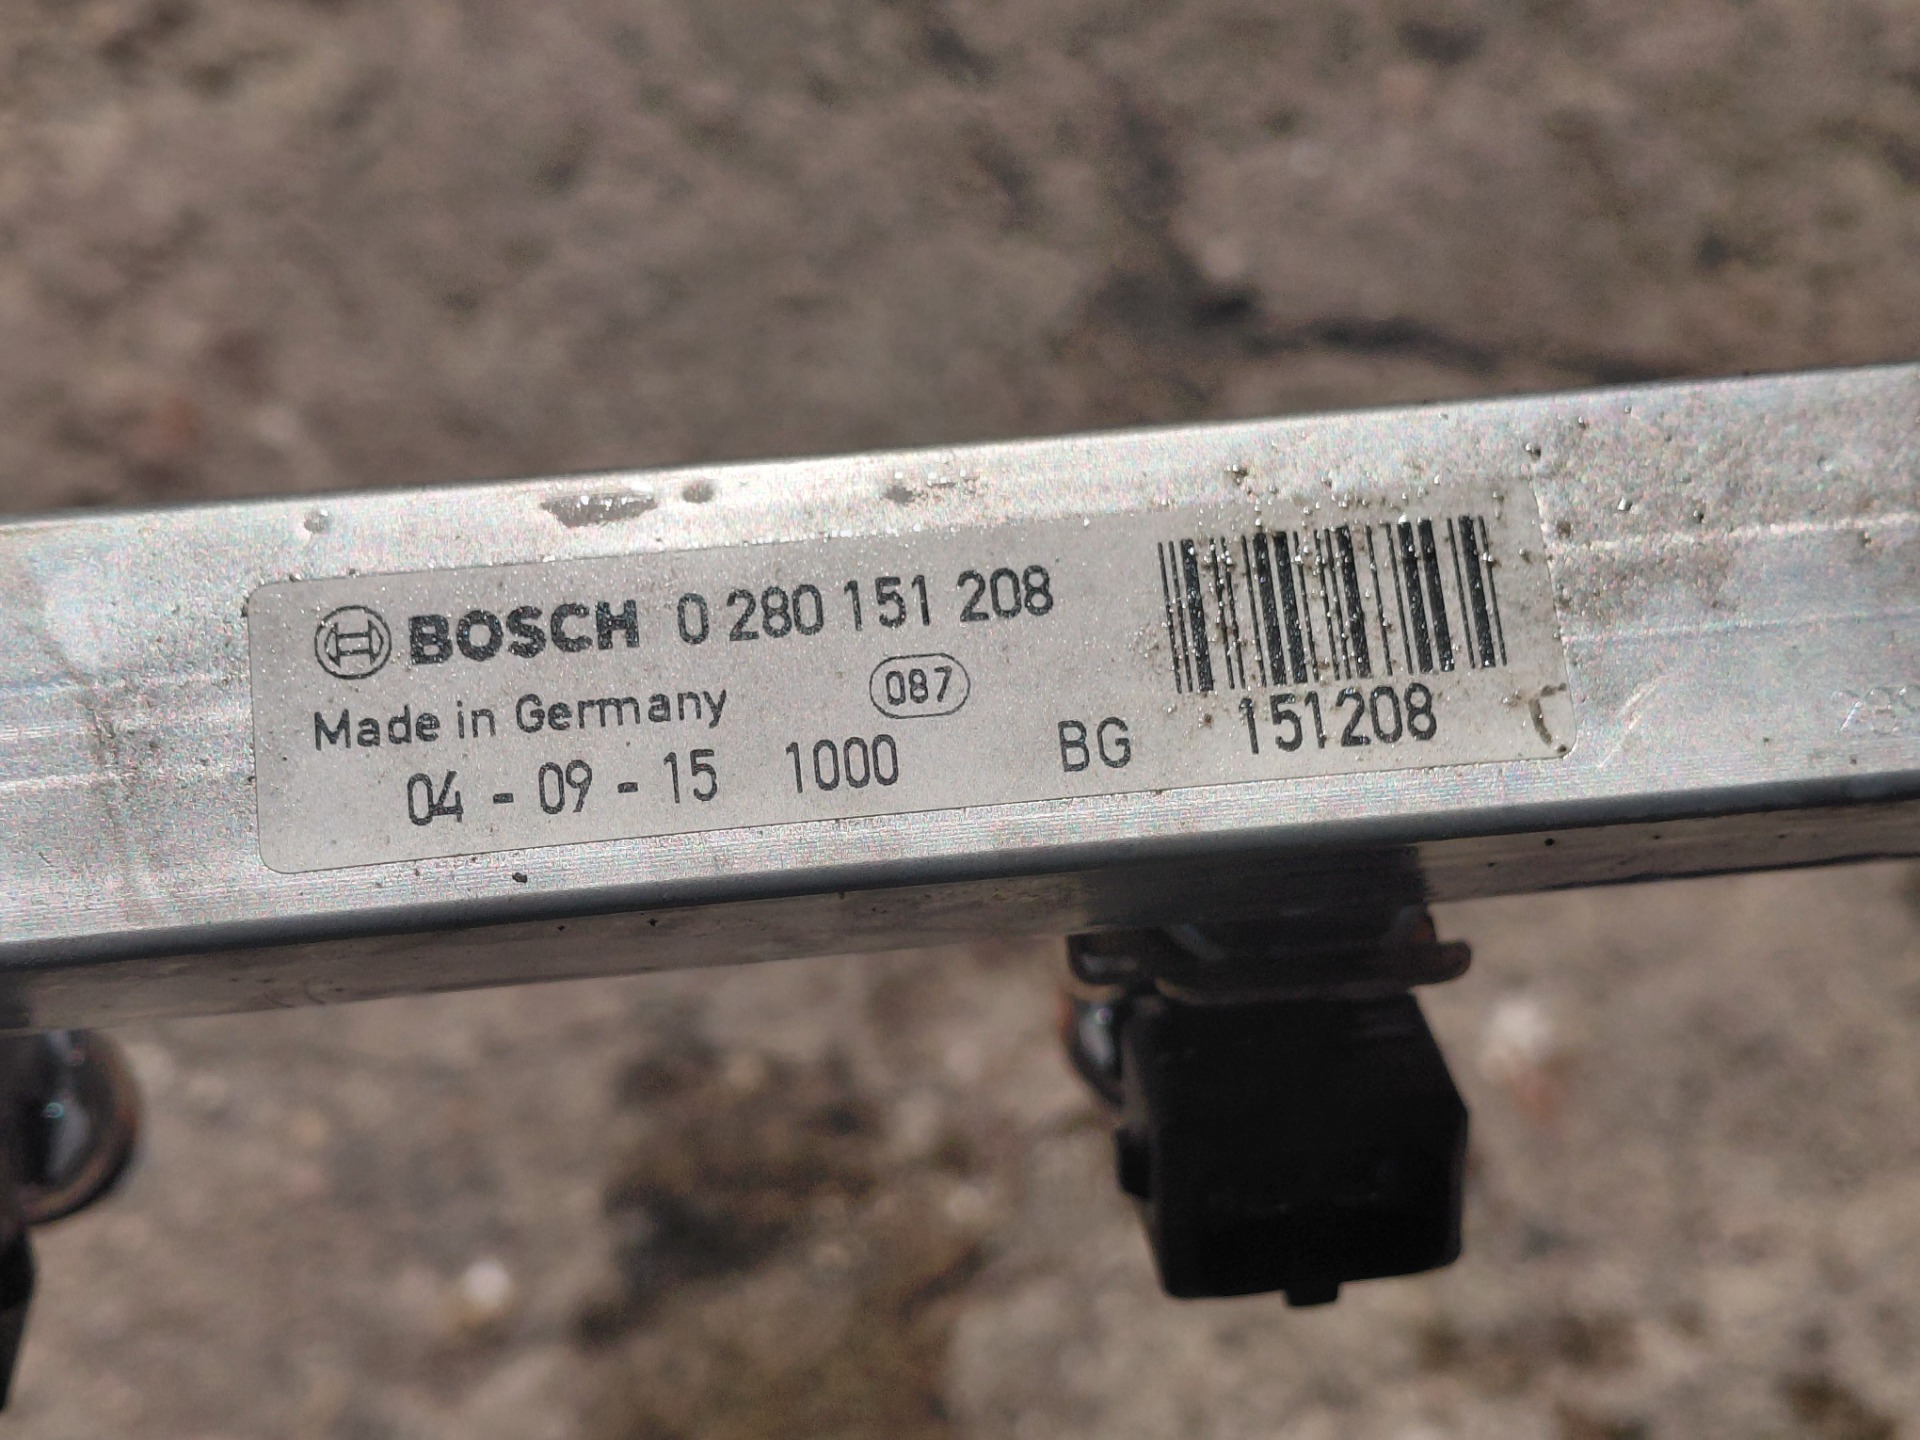 BOSCH 0 280 151 208
Made in Germany 087
04 - 09 - 15 1000 BG 151208